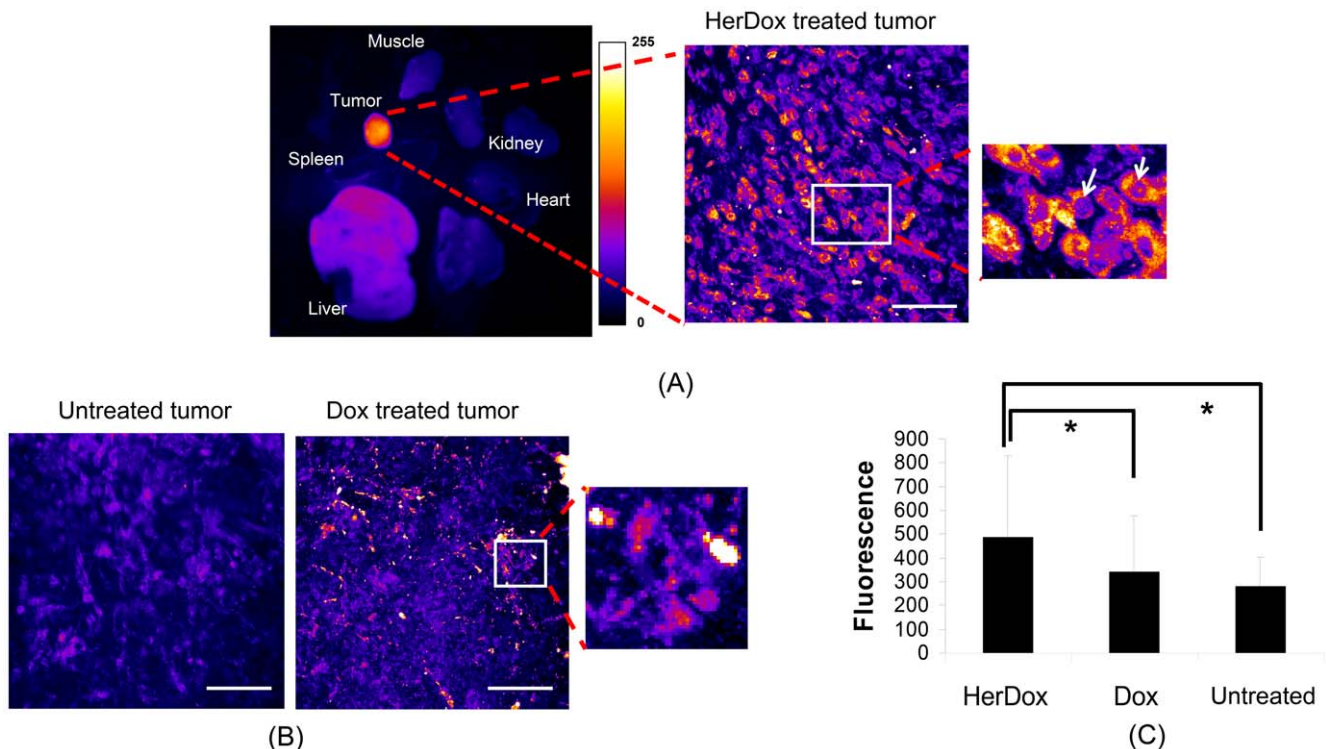 HerDox treated tumor
Muscle
Tumor
Spleen
Kidney
Heart
Liver
255
0
(A)
Untreated tumor
Dox treated tumor
(B)
*
*
Fluorescence
900
800
700
600
500
400
300
200
100
0
HerDox
Dox
Untreated
(C)